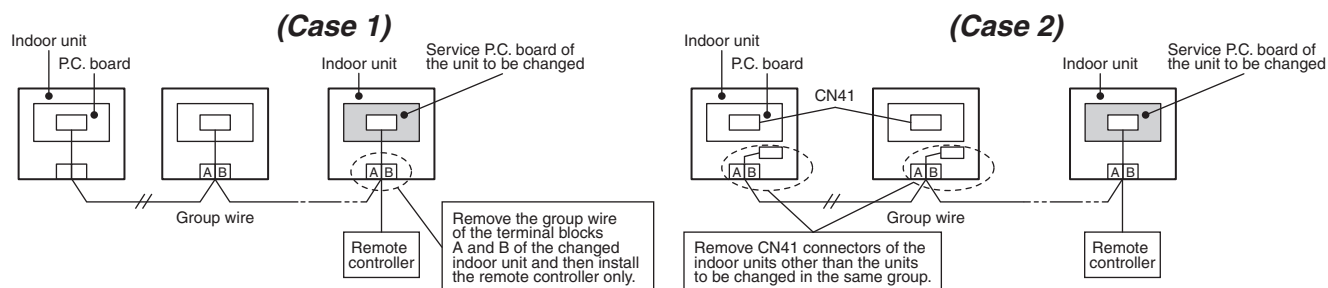 (Case 1)
Indoor unit
P.C. board
Indoor unit
Service P.C. board of
the unit to be changed
A B
A B
Group wire
Remote
controller
Remove the group wire
of the terminal blocks
A and B of the changed
indoor unit and then install
the remote controller only.
(Case 2)
Indoor unit
P.C. board
CN41
Indoor unit
Service P.C. board of
the unit to be changed
A B
A B
A B
Group wire
Remove CN41 connectors of the
indoor units other than the units
to be changed in the same group.
Remote
controller